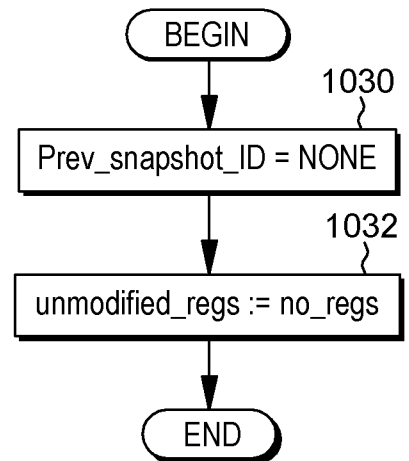 BEGIN
1030
Prev_snapshot_ID = NONE
1032
unmodified_regs := no_regs
END